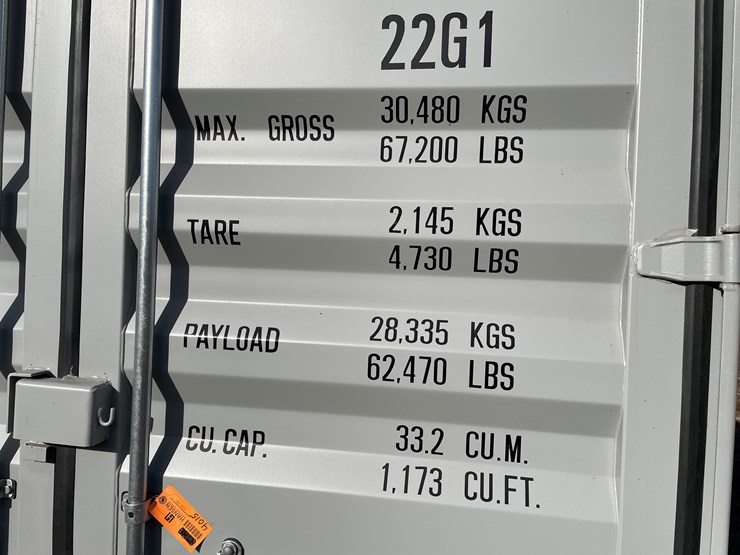 22G1
MAX. GROSS 30,480 KGS
67,200 LBS
TARE 2,145 KGS
4,730 LBS
PAYLOAD 28,335 KGS
62,470 LBS
CU. CAP. 33.2 CU.M.
1,173 CU.FT.
4015